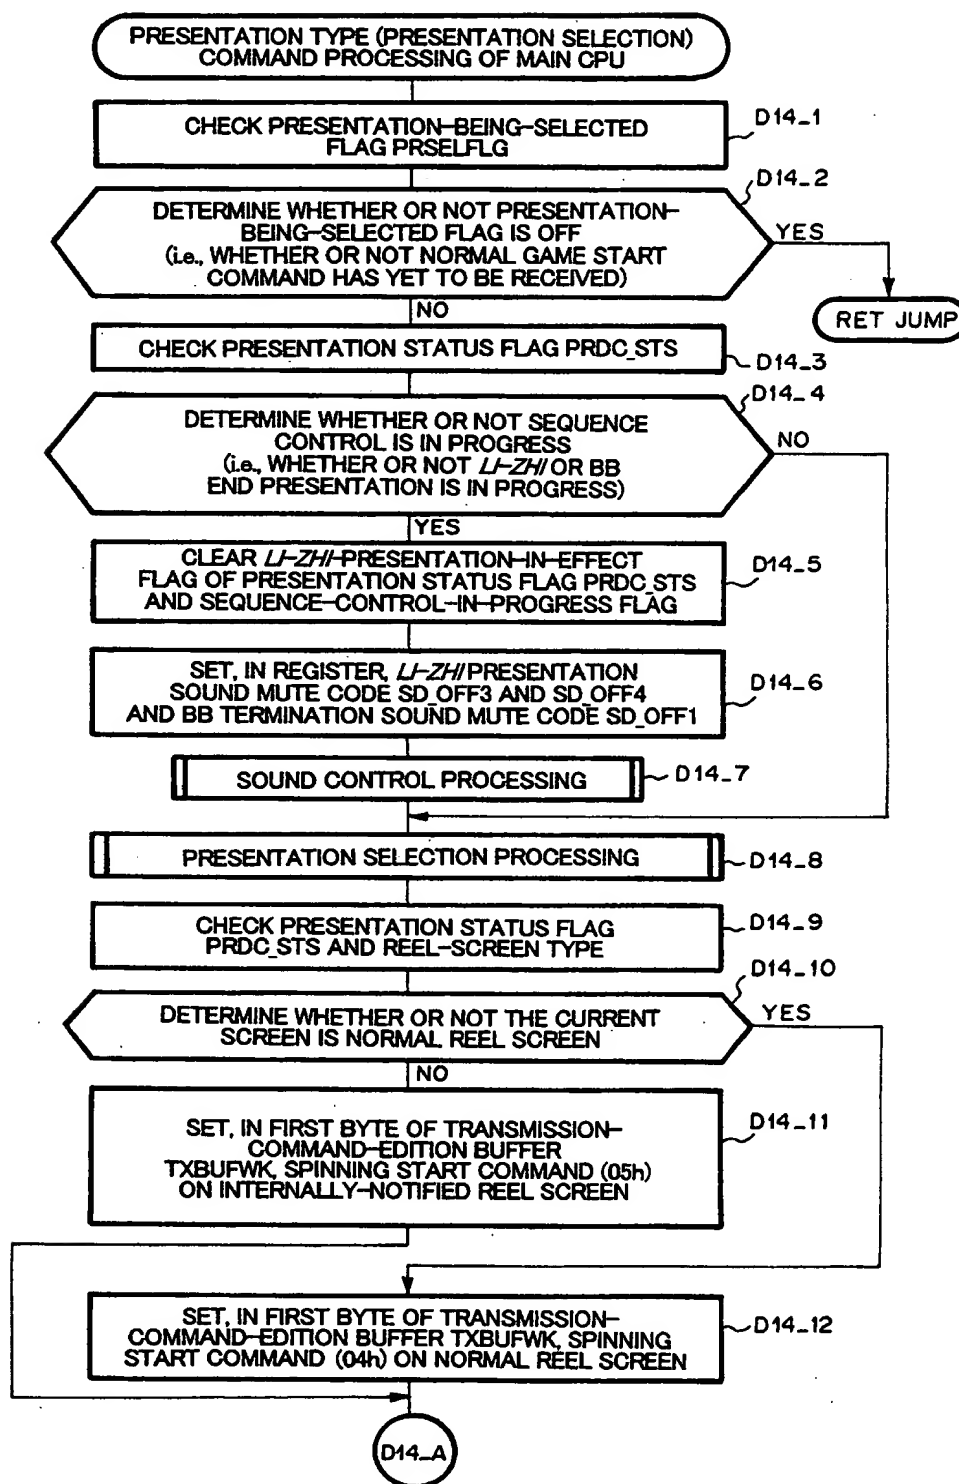 PRESENTATION TYPE (PRESENTATION SELECTION)
COMMAND PROCESSING OF MAIN CPU
CHECK PRESENTATION-BEING-SELECTED
FLAG PRSELFLG
D14_1
D14_2
DETERMINE WHETHER OR NOT PRESENTATION-
BEING-SELECTED FLAG IS OFF
(i.e., WHETHER OR NOT NORMAL GAME START
COMMAND HAS YET TO BE RECEIVED)
YES
NO
RET JUMP
CHECK PRESENTATION STATUS FLAG PRDC_STS
D14_3
D14_4
DETERMINE WHETHER OR NOT SEQUENCE
CONTROL IS IN PROGRESS
(i.e., WHETHER OR NOT LI-ZHI OR BB
END PRESENTATION IS IN PROGRESS)
NO
YES
CLEAR LI-ZHI-PRESENTATION-IN-EFFECT
FLAG OF PRESENTATION STATUS FLAG PRDC_STS
AND SEQUENCE-CONTROL-IN-PROGRESS FLAG
D14_5
SET, IN REGISTER, LI-ZHI PRESENTATION
SOUND MUTE CODE SD_OFF3 AND SD_OFF4
AND BB TERMINATION SOUND MUTE CODE SD_OFF1
D14_6
SOUND CONTROL PROCESSING
D14_7
PRESENTATION SELECTION PROCESSING
D14_8
CHECK PRESENTATION STATUS FLAG
PRDC_STS AND REEL-SCREEN TYPE
D14_9
D14_10
DETERMINE WHETHER OR NOT THE CURRENT
SCREEN IS NORMAL REEL SCREEN
YES
NO
SET, IN FIRST BYTE OF TRANSMISSION-
COMMAND-EDITION BUFFER
TXBUFWK, SPINNING START COMMAND (05h)
ON INTERNALLY-NOTIFIED REEL SCREEN
D14_11
SET, IN FIRST BYTE OF TRANSMISSION-
COMMAND-EDITION BUFFER TXBUFWK, SPINNING
START COMMAND (04h) ON NORMAL REEL SCREEN
D14_12
D14_A